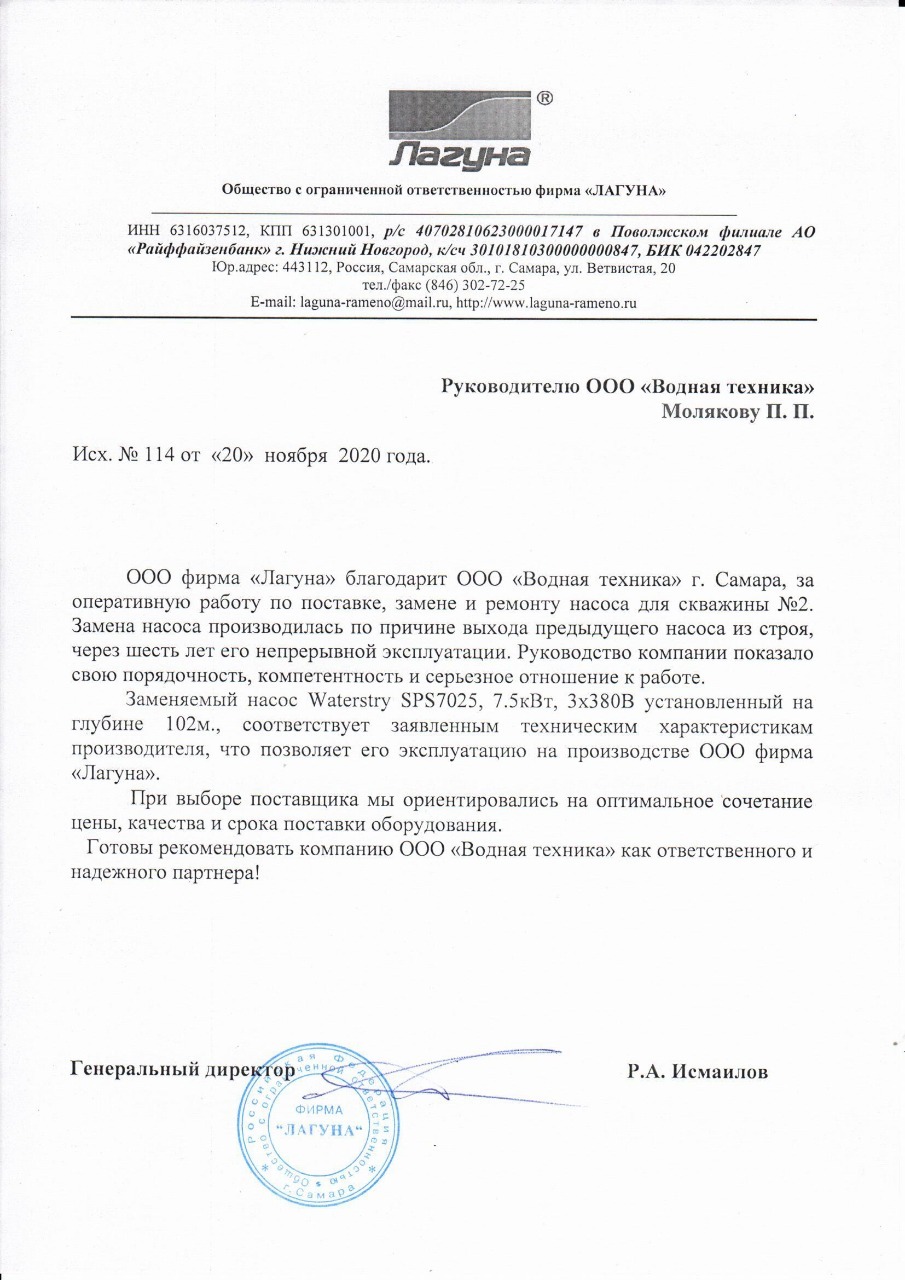 ®
Лагуна
Общество с ограниченной ответственностью фирма «ЛАГУНА»
ИНН 6316037512, КПП 631301001, р/с 40702810623000017147 в Поволжском филиале АО
«Райффайзенбанк» г. Нижний Новгород, к/сч 30101810300000000847, БИК 042202847
Юр.адрес: 443112, Россия, Самарская обл., г. Самара, ул. Ветвистая, 20
тел./факс (846) 302-72-25
E-mail: laguna-rameno@mail.ru, http://www.laguna-rameno.ru
Руководителю ООО «Водная техника»
Молякову П. П.
Исх. № 114 от «20» ноября 2020 года.
ООО фирма «Лагуна» благодарит ООО «Водная техника» г. Самара, за
оперативную работу по поставке, замене и ремонту насоса для скважины №2.
Замена насоса производилась по причине выхода предыдущего насоса из строя,
через шесть лет его непрерывной эксплуатации. Руководство компании показало
свою порядочность, компетентность и серьезное отношение к работе.
Заменяемый насос Waterstry SPS7025, 7.5кВт, 3х380В установленный на
глубине 102м., соответствует заявленным техническим характеристикам
производителя, что позволяет его эксплуатацию на производстве ООО фирма
«Лагуна».
При выборе поставщика мы ориентировались на оптимальное сочетание
цены, качества и срока поставки оборудования.
Готовы рекомендовать компанию ООО «Водная техника» как ответственного и
надежного партнера!
Генеральный директор
Р.А. Исмаилов
Российская Федерация
Общество с ограниченной ответственностью
ФИРМА
"ЛАГУНА"
г.Самара